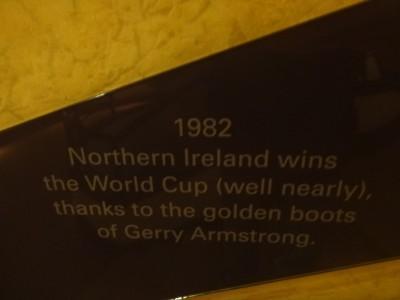 1982
Northern Ireland wins
the World Cup (well nearly),
thanks to the golden boots
of Gerry Armstrong.